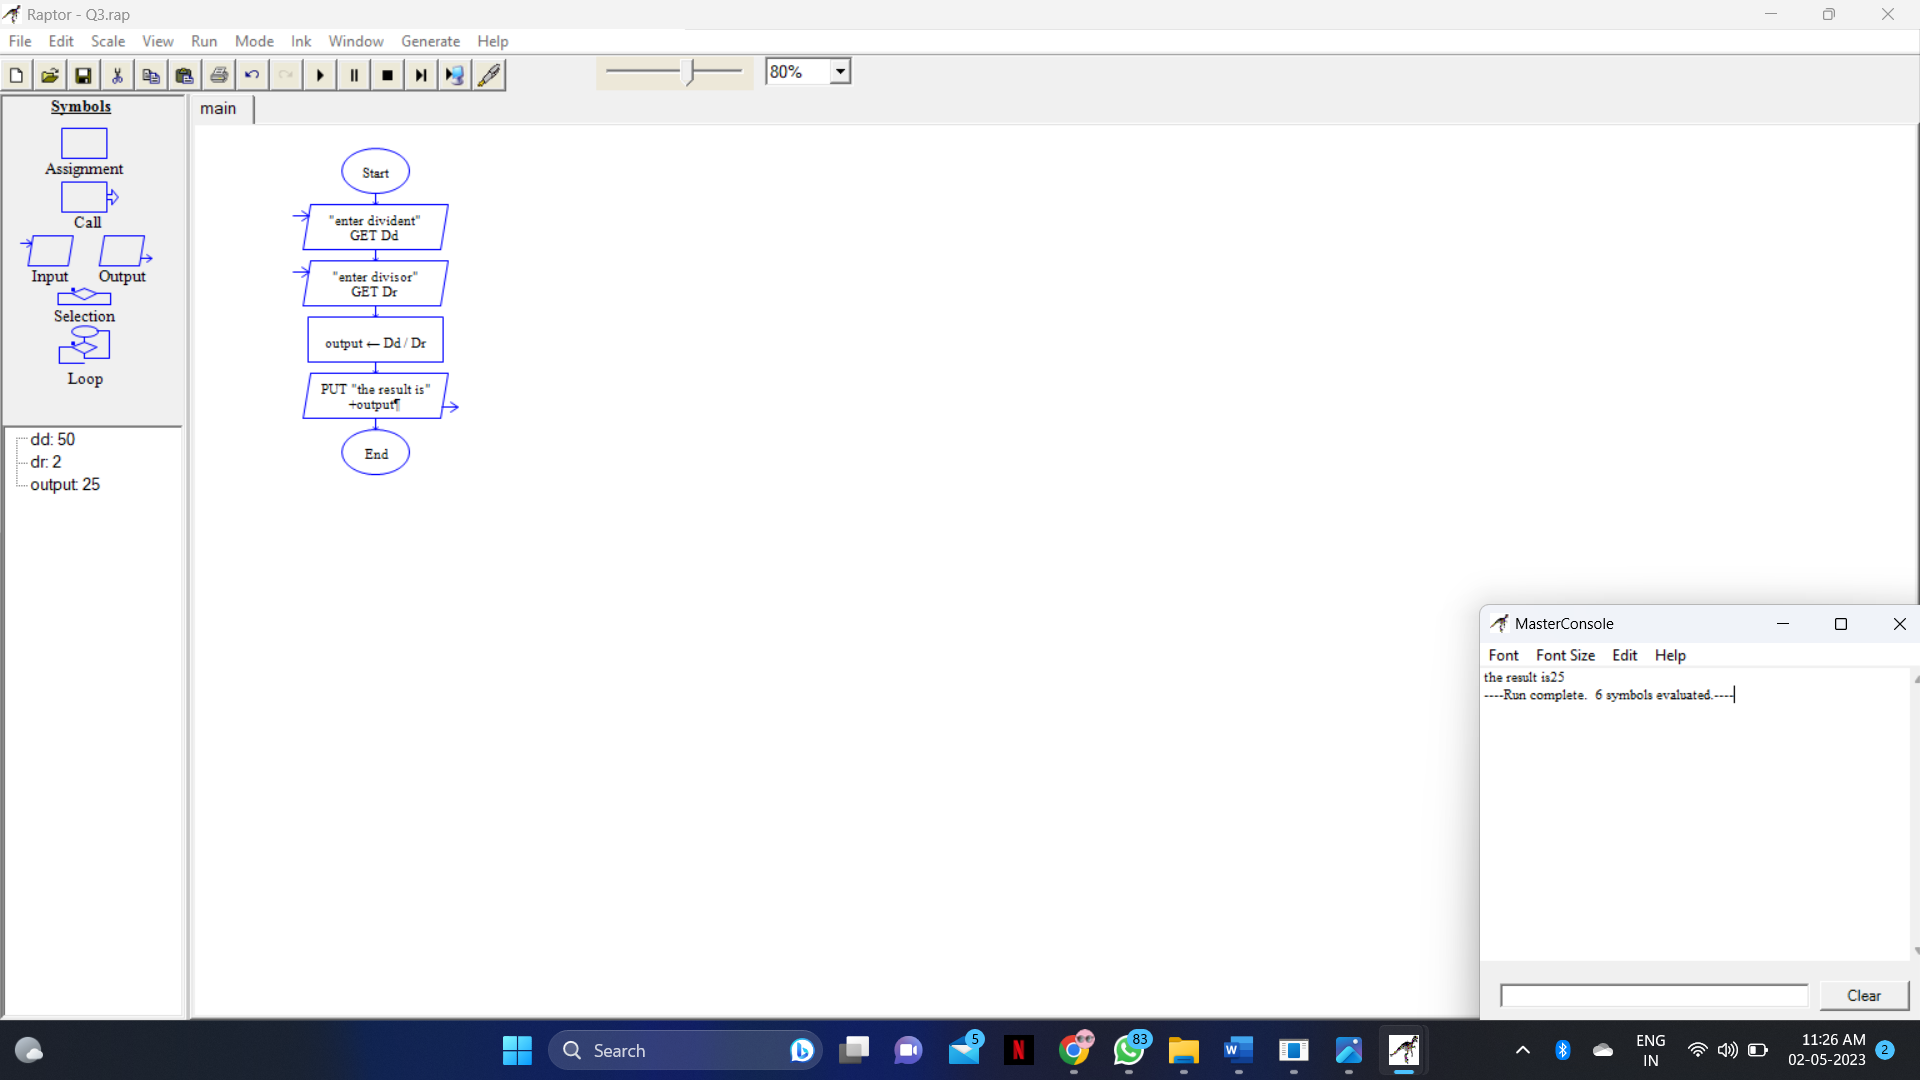 Raptor - Q3.rap
File Edit Scale View Run Mode Ink Window Generate Help
80%
Symbols
Assignment
Call
Input Output
Selection
Loop
dd: 50
dr: 2
output: 25
main
Start
"enter divident"
GET Dd
"enter divisor"
GET Dr
output ← Dd / Dr
PUT "the result is"
+output¶
End
MasterConsole
Font Font Size Edit Help
the result is25
----Run complete. 6 symbols evaluated.----
Clear
Search
5
N
83
W
ENG
IN
11:26 AM
02-05-2023
2